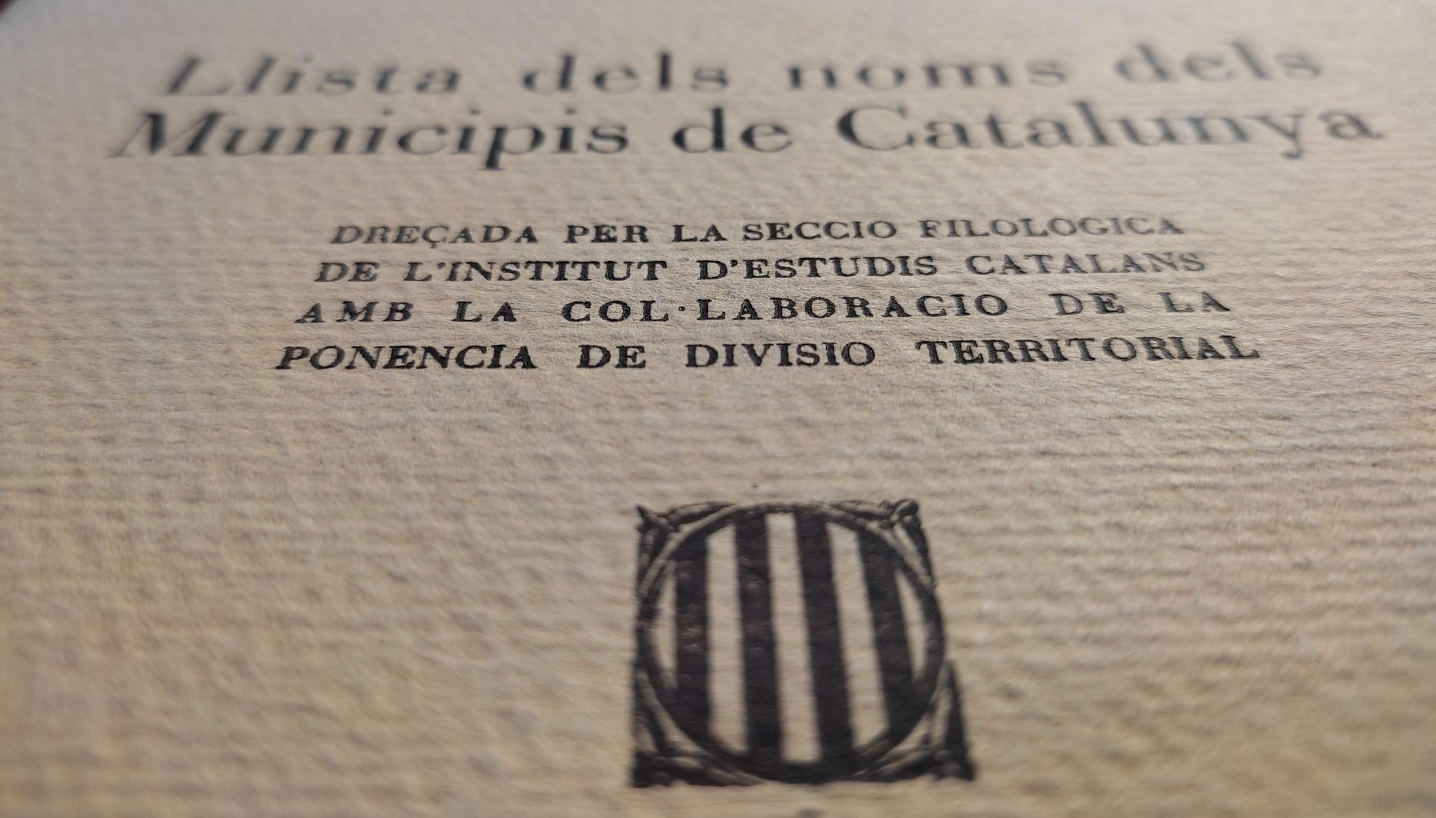 Llista dels noms dels
Municipis de Catalunya
DREÇADA PER LA SECCIO FILOLOGICA
DE L'INSTITUT D'ESTUDIS CATALANS
AMB LA COL·LABORACIO DE LA
PONENCIA DE DIVISIO TERRITORIAL